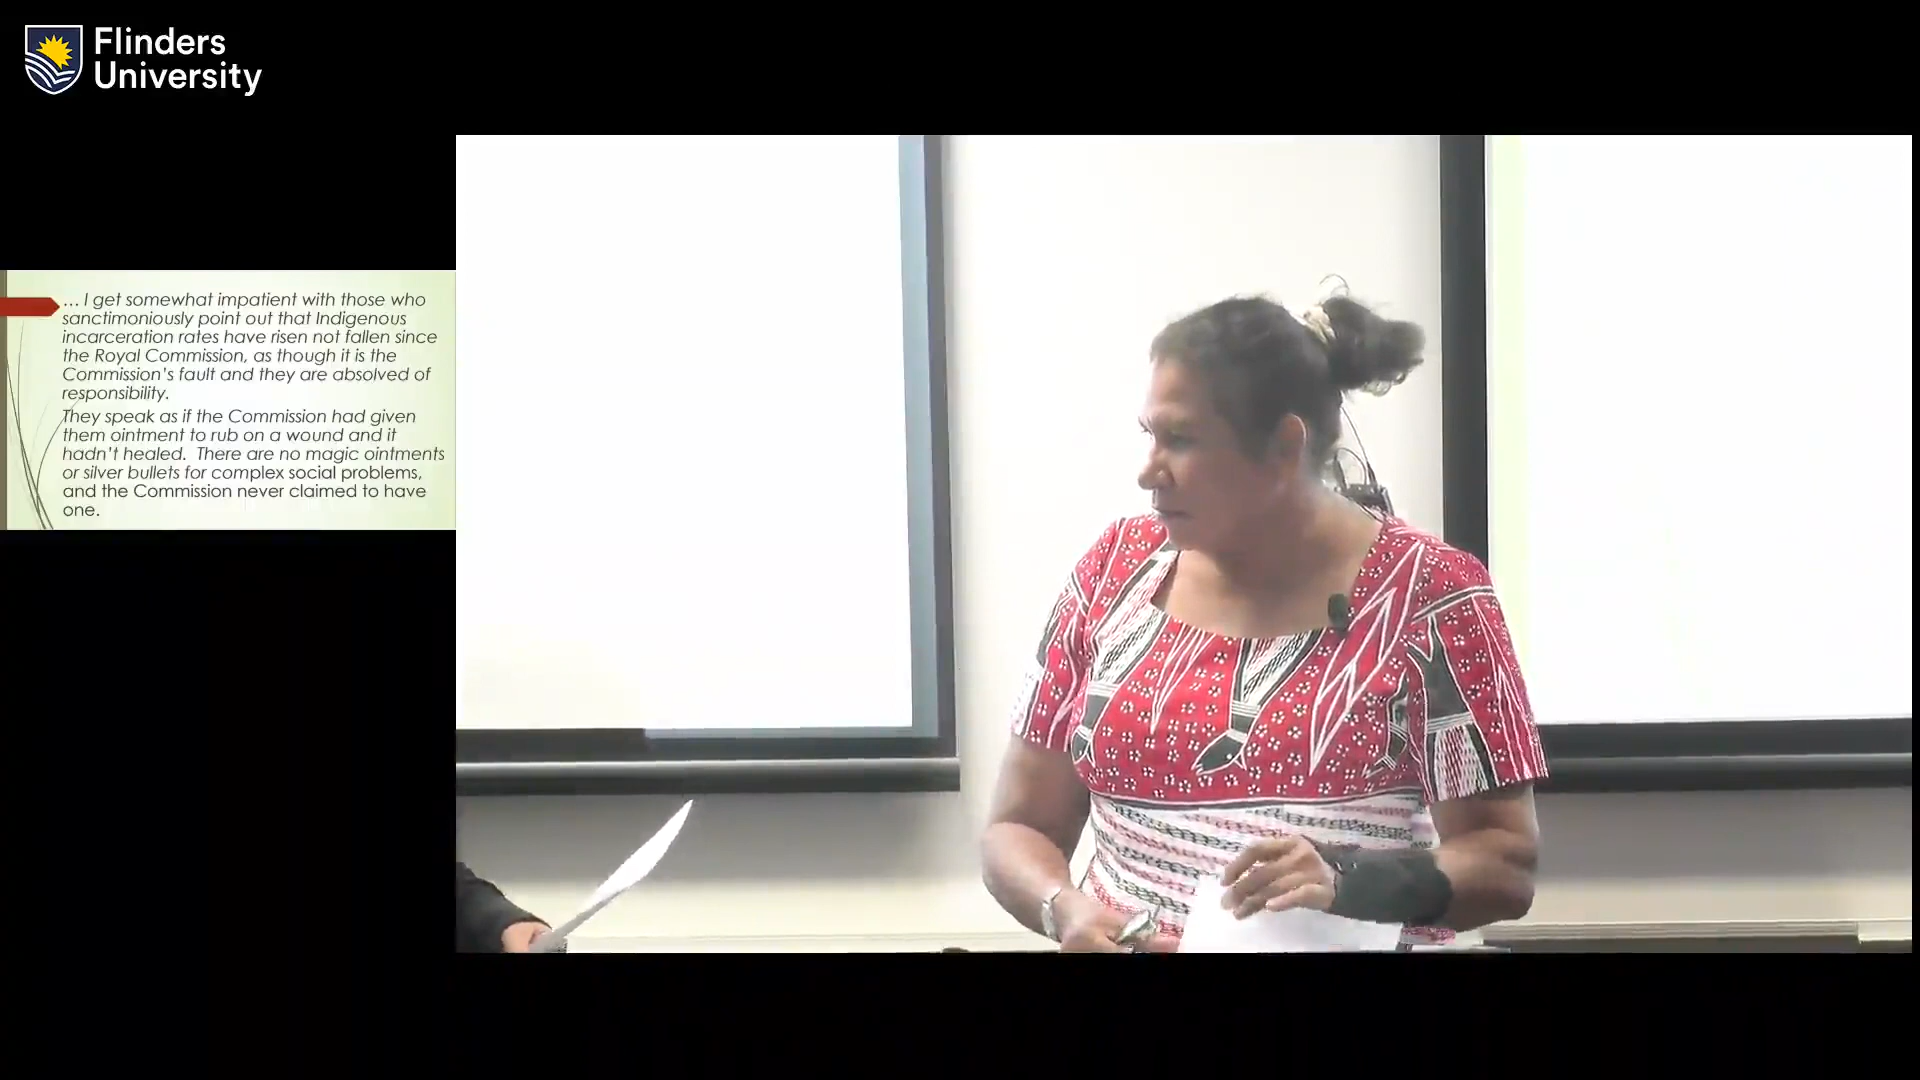 Flinders
University
... I get somewhat impatient with those who
sanctimoniously point out that Indigenous
incarceration rates have risen not fallen since
the Royal Commission, as though it is the
Commission's fault and they are absolved of
responsibility.
They speak as if the Commission had given
them ointment to rub on a wound and it
hadn't healed.  There are no magic ointments
or silver bullets for complex social problems,
and the Commission never claimed to have
one.